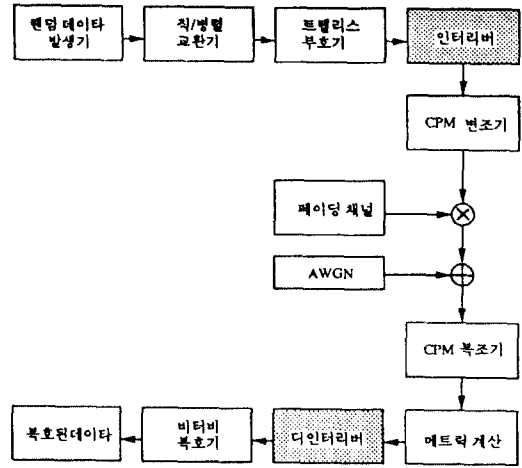 랜덤 데이타
발생기
직/병렬
교환기
트렐리스
부호기
인터리버
CPM 변조기
페이딩 채널
AWGN
CPM 복조기
메트릭 계산
디인터리버
비터비
복호기
복호된데이타